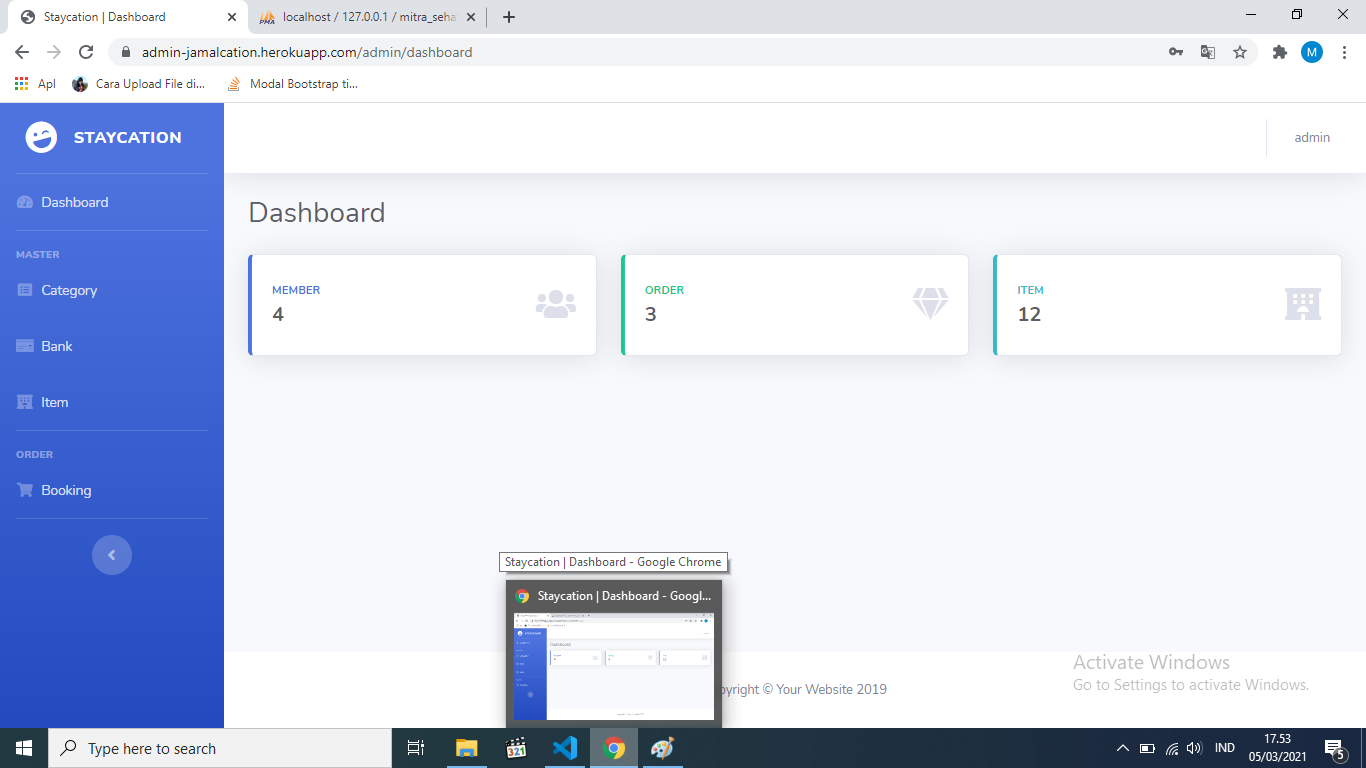 Staycation | Dashboard
localhost / 127.0.0.1 / mitra_seha
admin-jamalcation.herokuapp.com/admin/dashboard
M
Apl
Cara Upload File di...
Modal Bootstrap ti...
STAYCATION
admin
Dashboard
MASTER
Category
Bank
Item
ORDER
Booking
Dashboard
MEMBER
4
ORDER
3
ITEM
12
Staycation | Dashboard - Google Chrome
Staycation | Dashboard - Googl...
pyright © Your Website 2019
Activate Windows
Go to Settings to activate Windows.
Type here to search
321
IND
17.53
05/03/2021
5